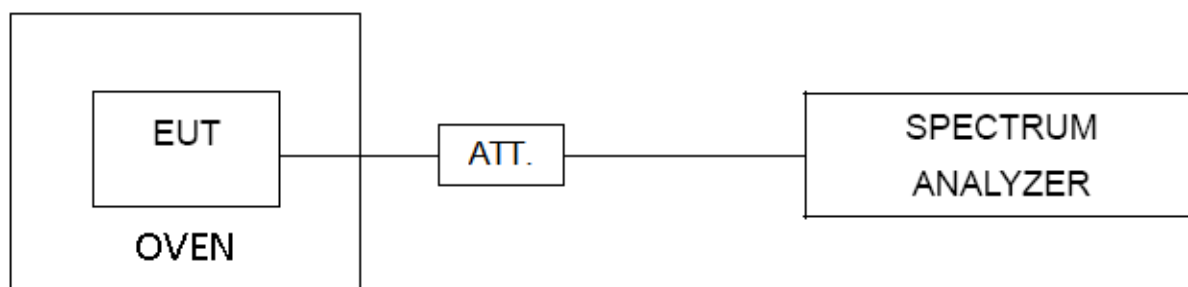 EUT
OVEN
ATT.
SPECTRUM
ANALYZER